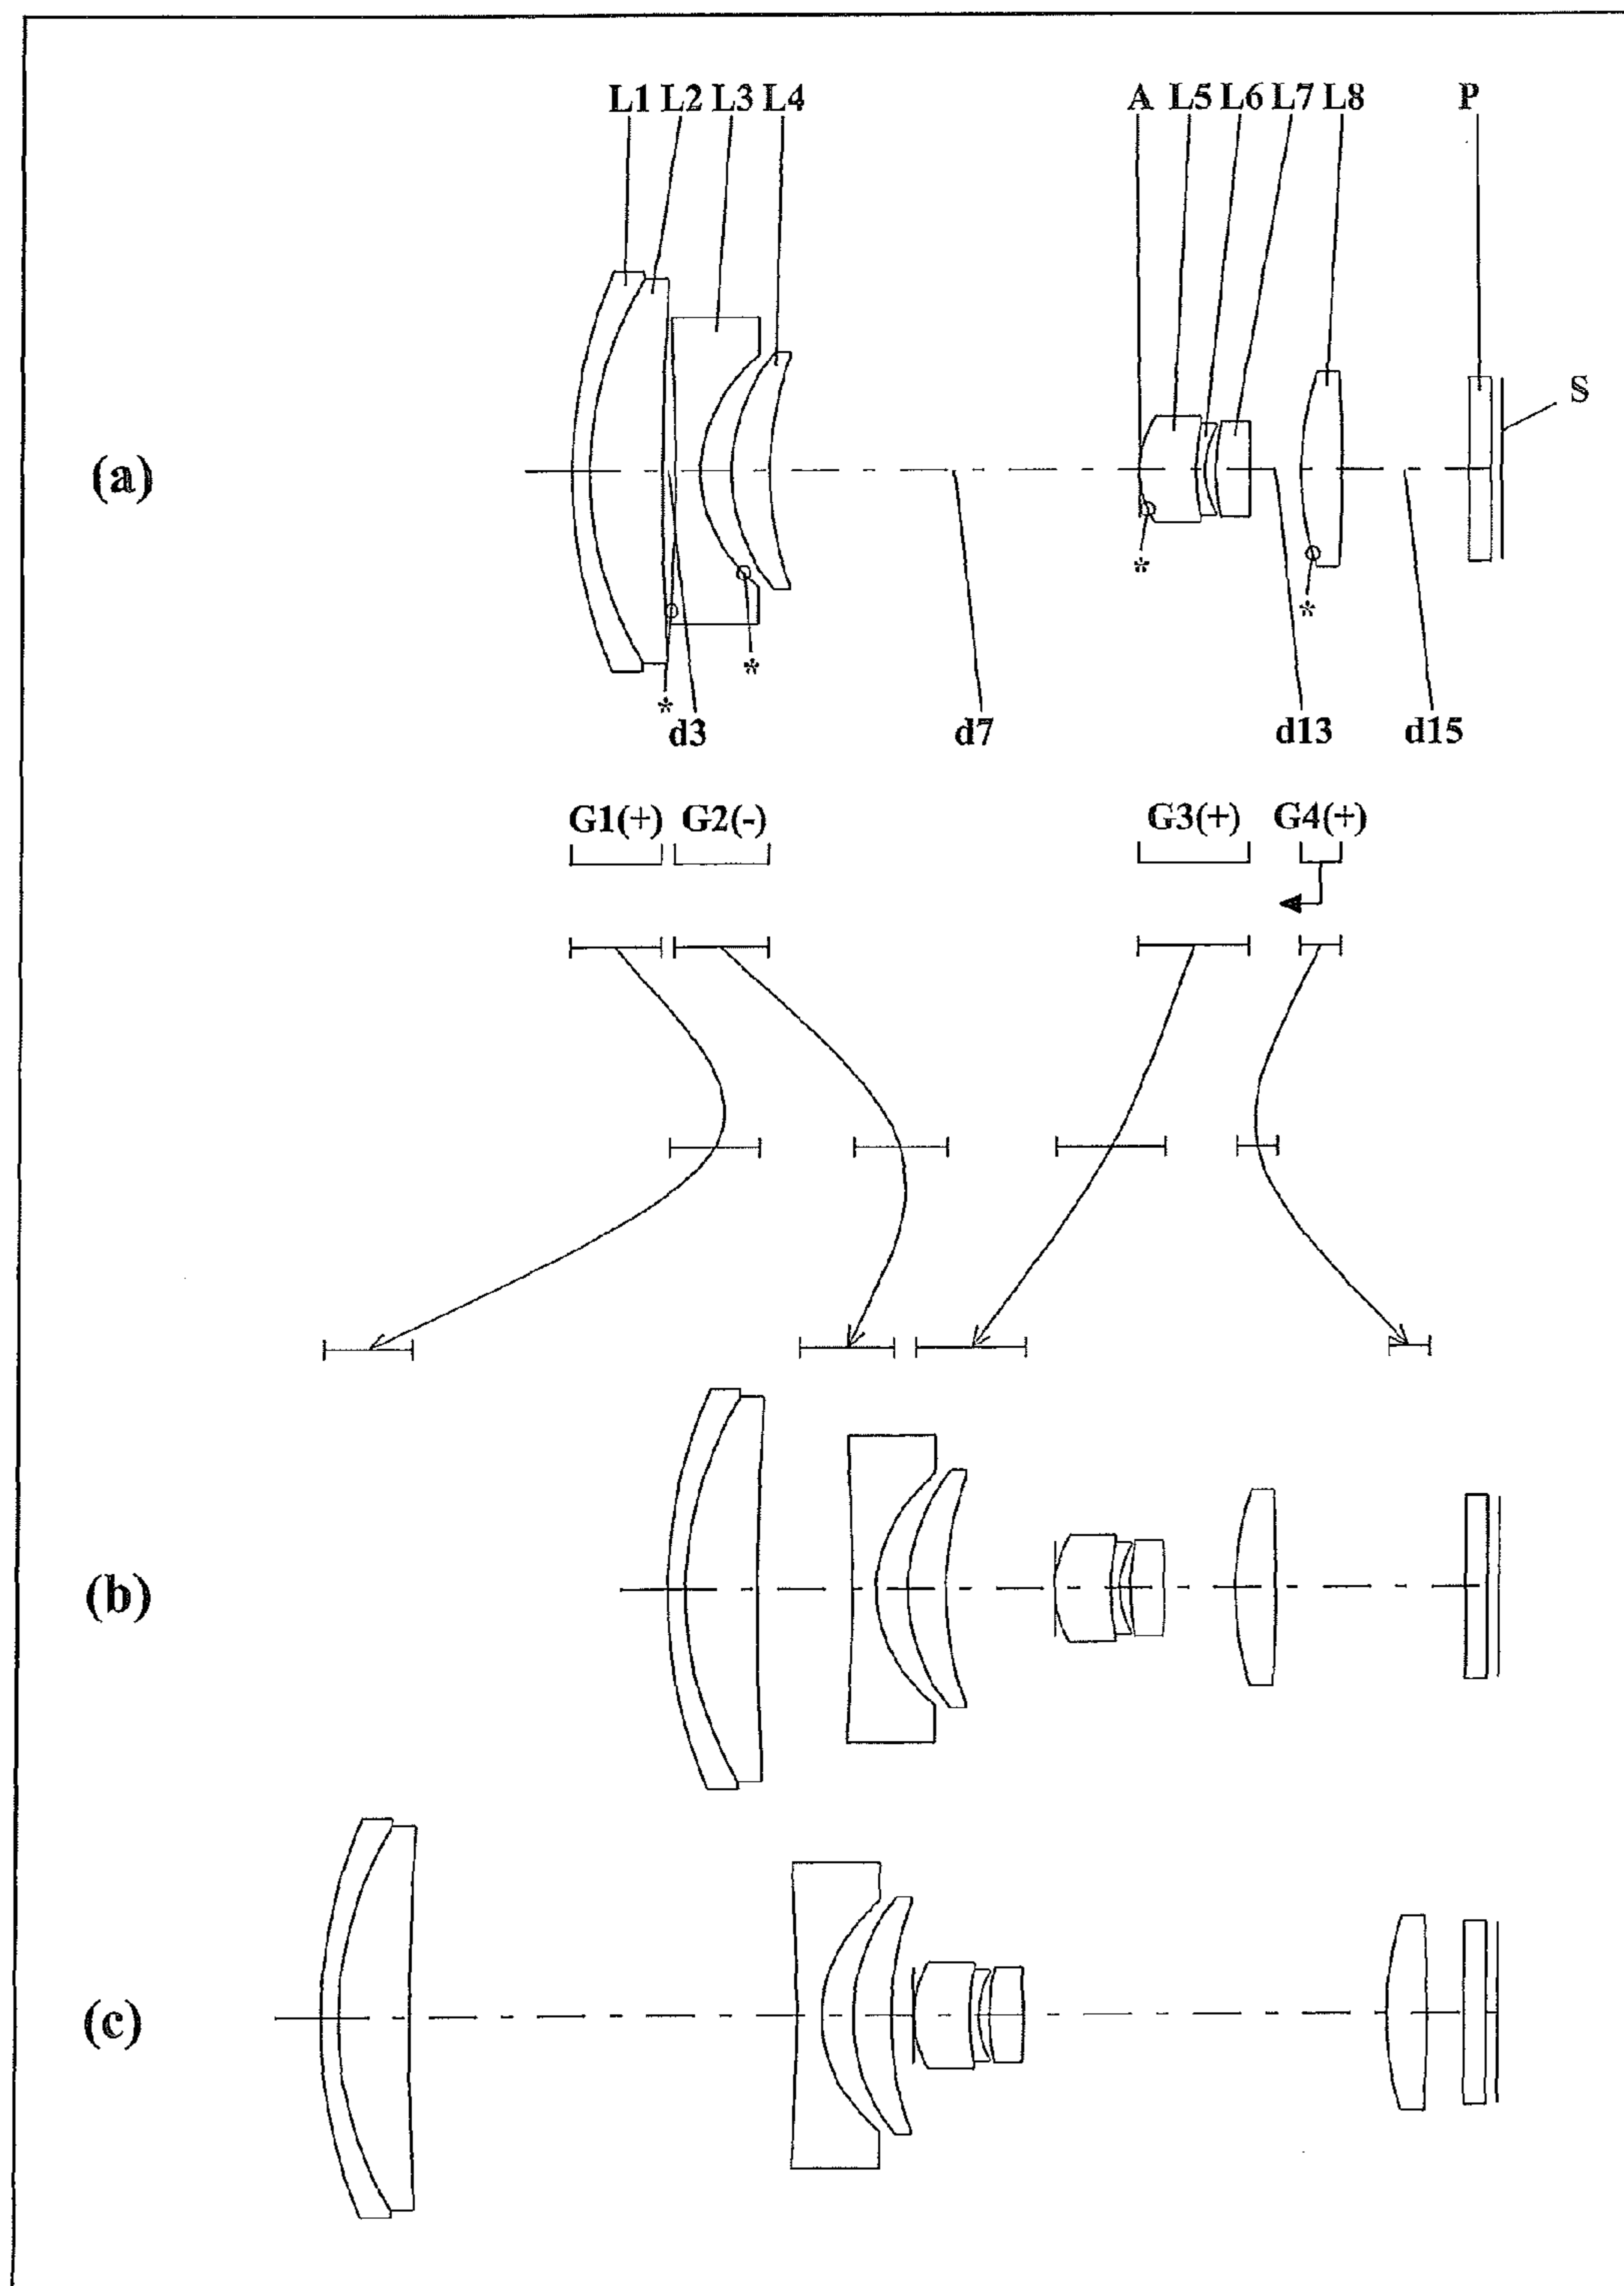 L1 L2 L3 L4 A L5 L6 L7 L8 P
S
(a)
* * * *
d3 d7 d13 d15
G1(+) G2(-) G3(+) G4(+)
(b)
(c)